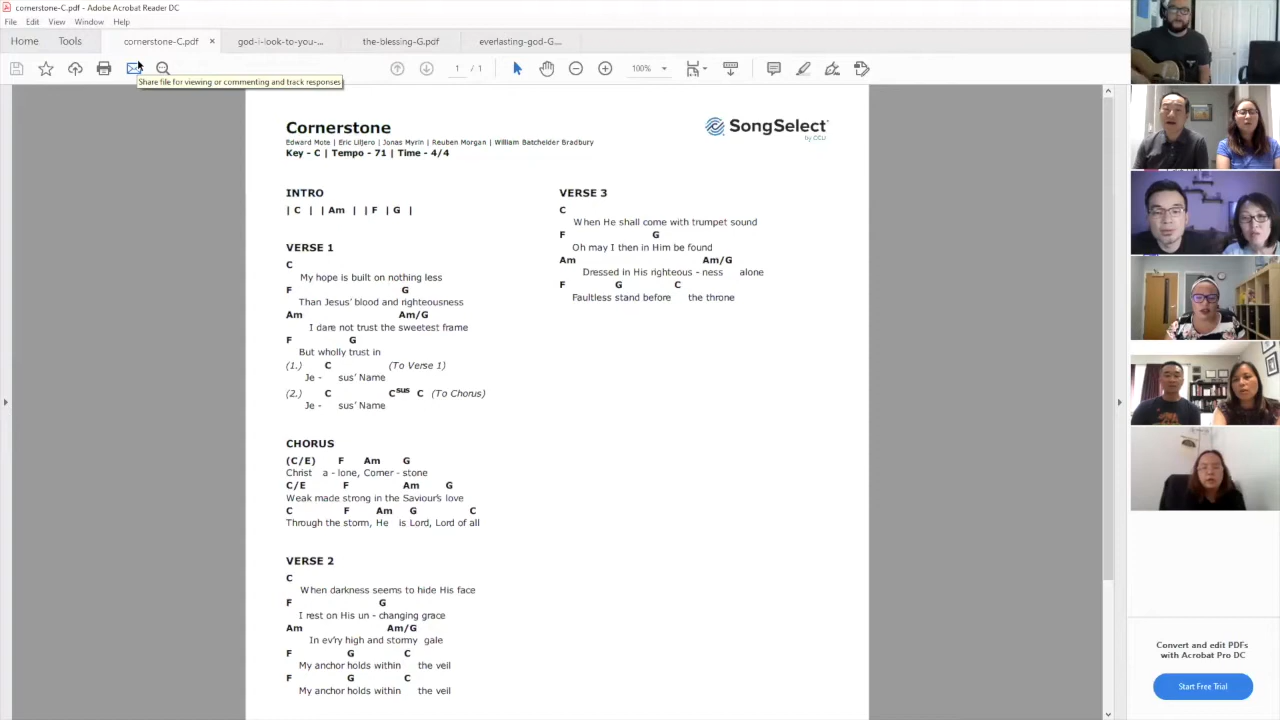 cornerstone-C.pdf - Adobe Acrobat Reader DC
File Edit View Window Help
Home Tools cornerstone-C.pdf × god-i-look-to-you-... the-blessing-G.pdf everlasting-god-G....
1 / 1 100%
Share file for viewing or commenting and track responses
Cornerstone
Edward Mote | Eric Liljero | Jonas Myrin | Reuben Morgan | William Batchelder Bradbury
Key - C | Tempo - 71 | Time - 4/4
SongSelect
by CCLI
INTRO
| C | | Am | | F | G |
VERSE 1
C
My hope is built on nothing less
F G
Than Jesus' blood and righteousness
Am Am/G
I dare not trust the sweetest frame
F G
But wholly trust in
(1.) C (To Verse 1)
Je - sus' Name
(2.) C Csus C (To Chorus)
Je - sus' Name
CHORUS
(C/E) F Am G
Christ a - lone, Corner - stone
C/E F Am G
Weak made strong in the Saviour's love
C F Am G C
Through the storm, He is Lord, Lord of all
VERSE 2
C
When darkness seems to hide His face
F G
I rest on His un - changing grace
Am Am/G
In ev'ry high and stormy gale
F G C
My anchor holds within the veil
F G C
My anchor holds within the veil
VERSE 3
C
When He shall come with trumpet sound
F G
Oh may I then in Him be found
Am Am/G
Dressed in His righteous - ness alone
F G C
Faultless stand before the throne
Convert and edit PDFs
with Acrobat Pro DC
Start Free Trial